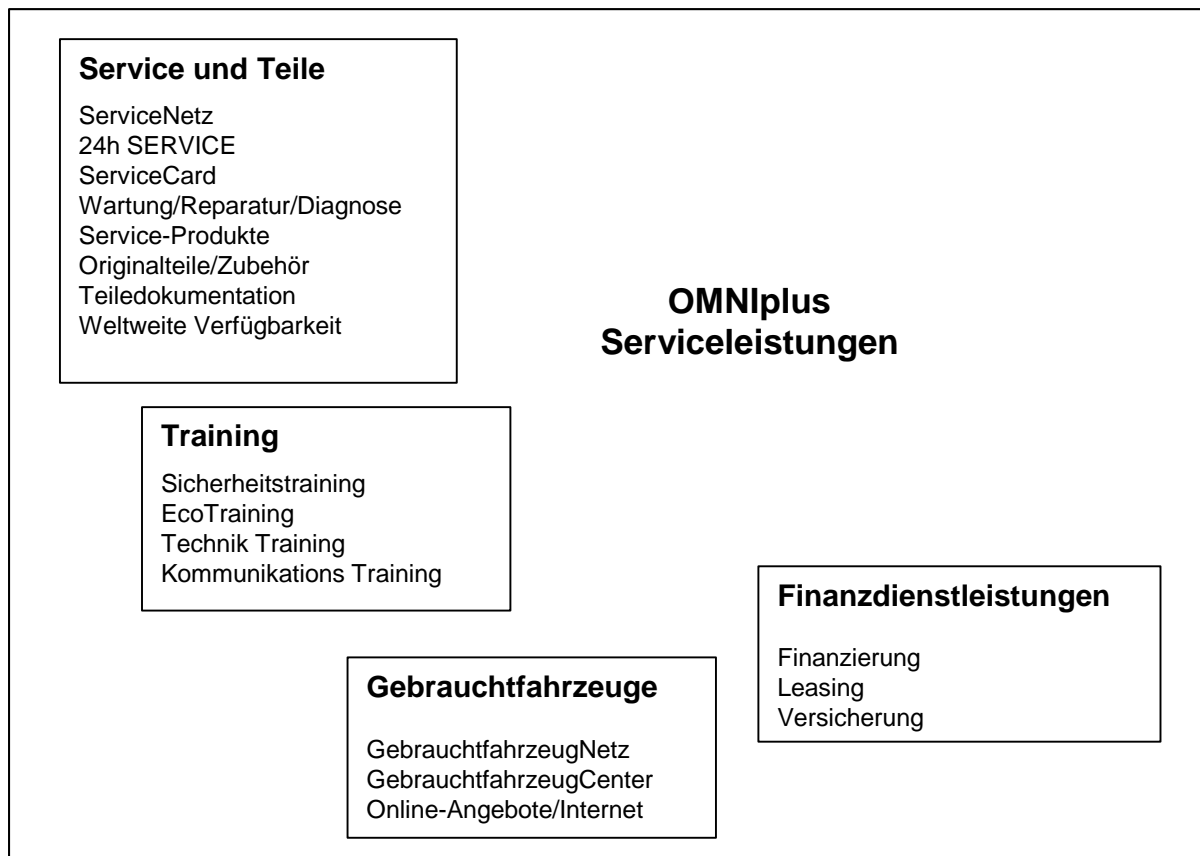 Service und Teile
ServiceNetz
24h SERVICE
ServiceCard
Wartung/Reparatur/Diagnose
Service-Produkte
Originalteile/Zubehör
Teiledokumentation
Weltweite Verfügbarkeit
OMNIplus
Serviceleistungen
Training
Sicherheitstraining
EcoTraining
Technik Training
Kommunikations Training
Gebrauchtfahrzeuge
GebrauchtfahrzeugNetz
GebrauchtfahrzeugCenter
Online-Angebote/Internet
Finanzdienstleistungen
Finanzierung
Leasing
Versicherung